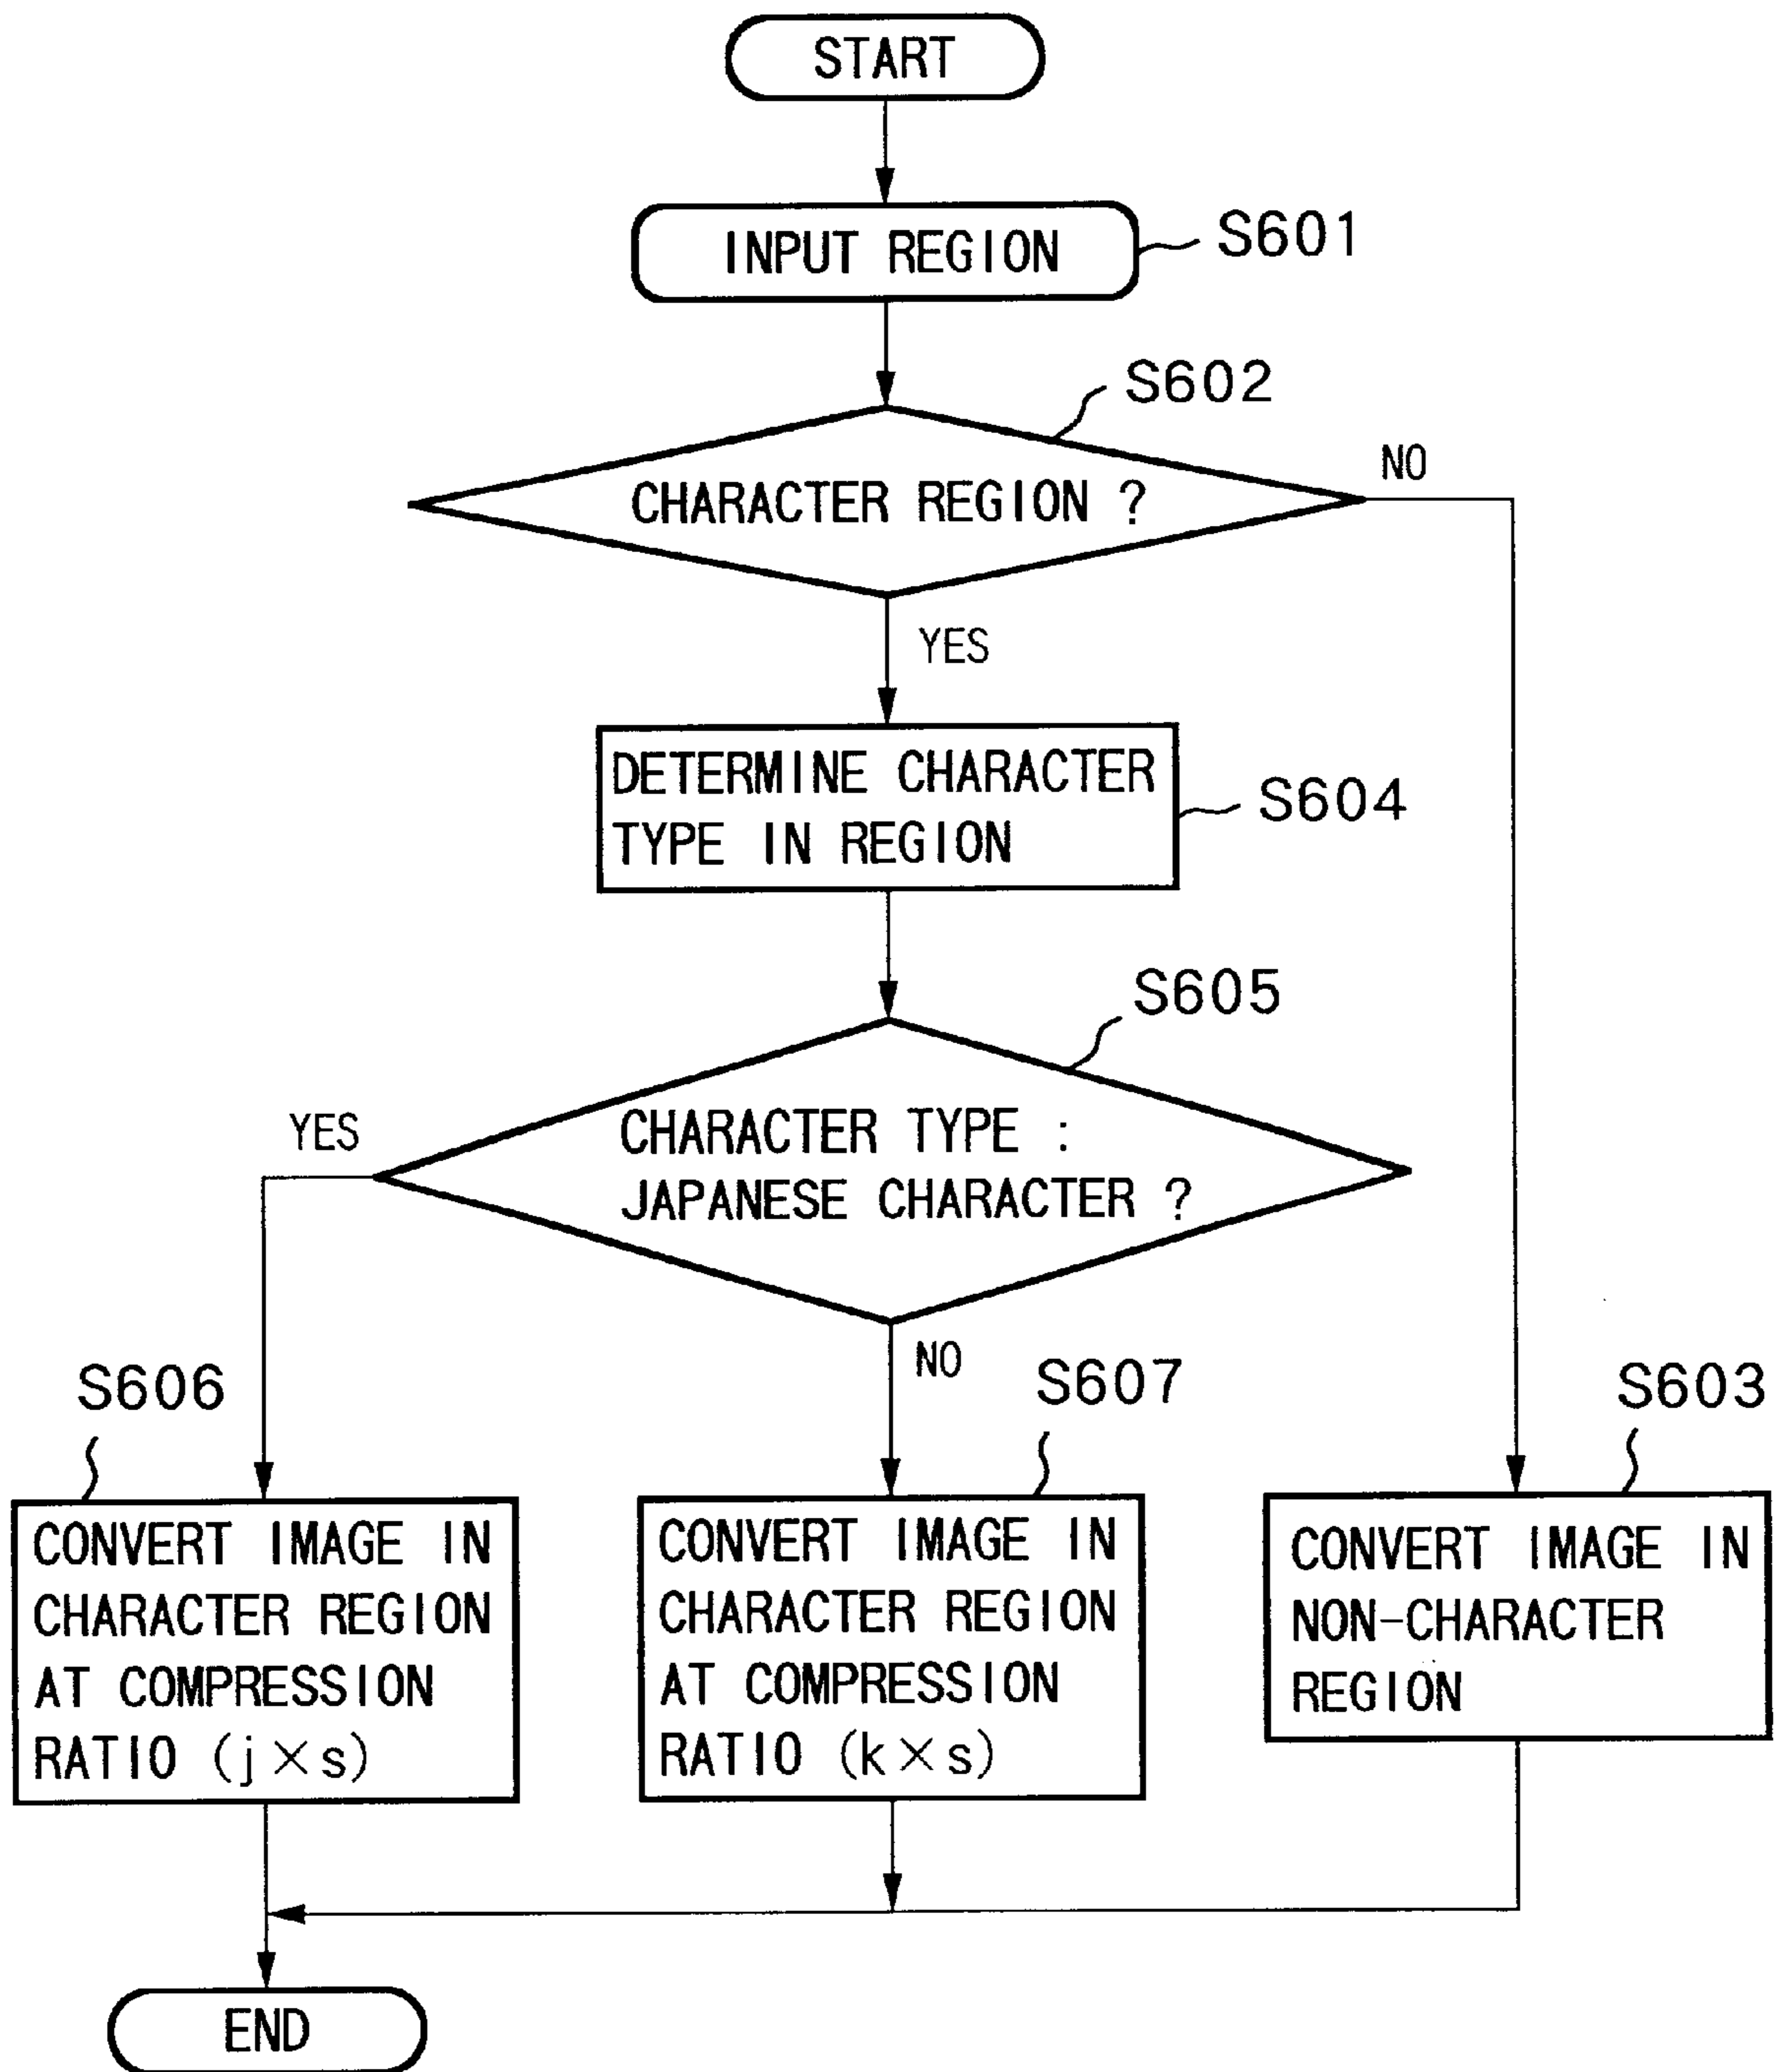 START
INPUT REGION
S601
S602
CHARACTER REGION ?
NO
YES
DETERMINE CHARACTER
TYPE IN REGION
S604
S605
CHARACTER TYPE :
JAPANESE CHARACTER ?
YES
NO
S606
CONVERT IMAGE IN
CHARACTER REGION
AT COMPRESSION
RATIO (j×s)
S607
CONVERT IMAGE IN
CHARACTER REGION
AT COMPRESSION
RATIO (k×s)
S603
CONVERT IMAGE IN
NON-CHARACTER
REGION
END